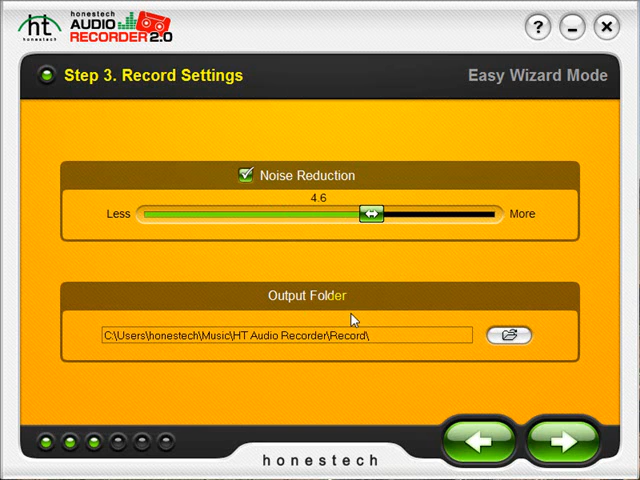 ht
honestech
honestech
AUDIO
RECORDER 2.0
?
Step 3. Record Settings
Easy Wizard Mode
Noise Reduction
4.6
Less
More
Output Folder
C:\Users\honestech\Music\HT Audio Recorder\Record\
honestech